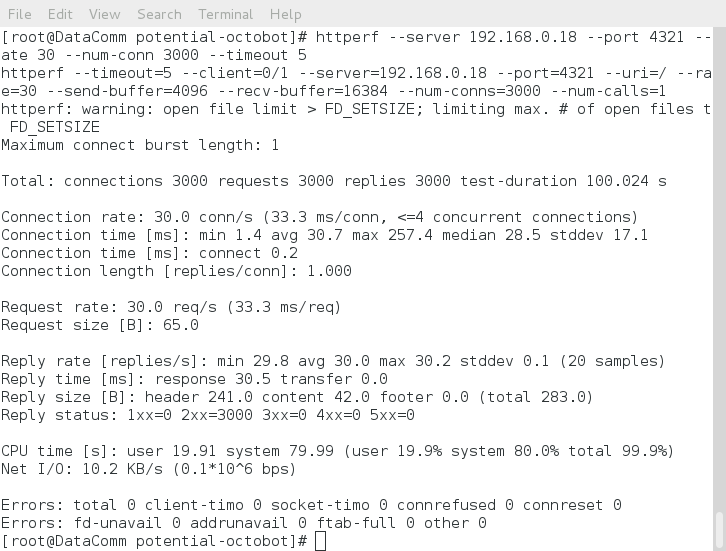 File Edit View Search Terminal Help
[root@DataComm potential-octobot]# httperf --server 192.168.0.18 --port 4321 --
ate 30 --num-conn 3000 --timeout 5
httperf --timeout=5 --client=0/1 --server=192.168.0.18 --port=4321 --uri=/ --ra
e=30 --send-buffer=4096 --recv-buffer=16384 --num-conns=3000 --num-calls=1
httperf: warning: open file limit > FD_SETSIZE; limiting max. # of open files t
FD_SETSIZE
Maximum connect burst length: 1

Total: connections 3000 requests 3000 replies 3000 test-duration 100.024 s

Connection rate: 30.0 conn/s (33.3 ms/conn, <=4 concurrent connections)
Connection time [ms]: min 1.4 avg 30.7 max 257.4 median 28.5 stddev 17.1
Connection time [ms]: connect 0.2
Connection length [replies/conn]: 1.000

Request rate: 30.0 req/s (33.3 ms/req)
Request size [B]: 65.0

Reply rate [replies/s]: min 29.8 avg 30.0 max 30.2 stddev 0.1 (20 samples)
Reply time [ms]: response 30.5 transfer 0.0
Reply size [B]: header 241.0 content 42.0 footer 0.0 (total 283.0)
Reply status: 1xx=0 2xx=3000 3xx=0 4xx=0 5xx=0

CPU time [s]: user 19.91 system 79.99 (user 19.9% system 80.0% total 99.9%)
Net I/O: 10.2 KB/s (0.1*10^6 bps)

Errors: total 0 client-timo 0 socket-timo 0 connrefused 0 connreset 0
Errors: fd-unavail 0 addrunavail 0 ftab-full 0 other 0
[root@DataComm potential-octobot]#